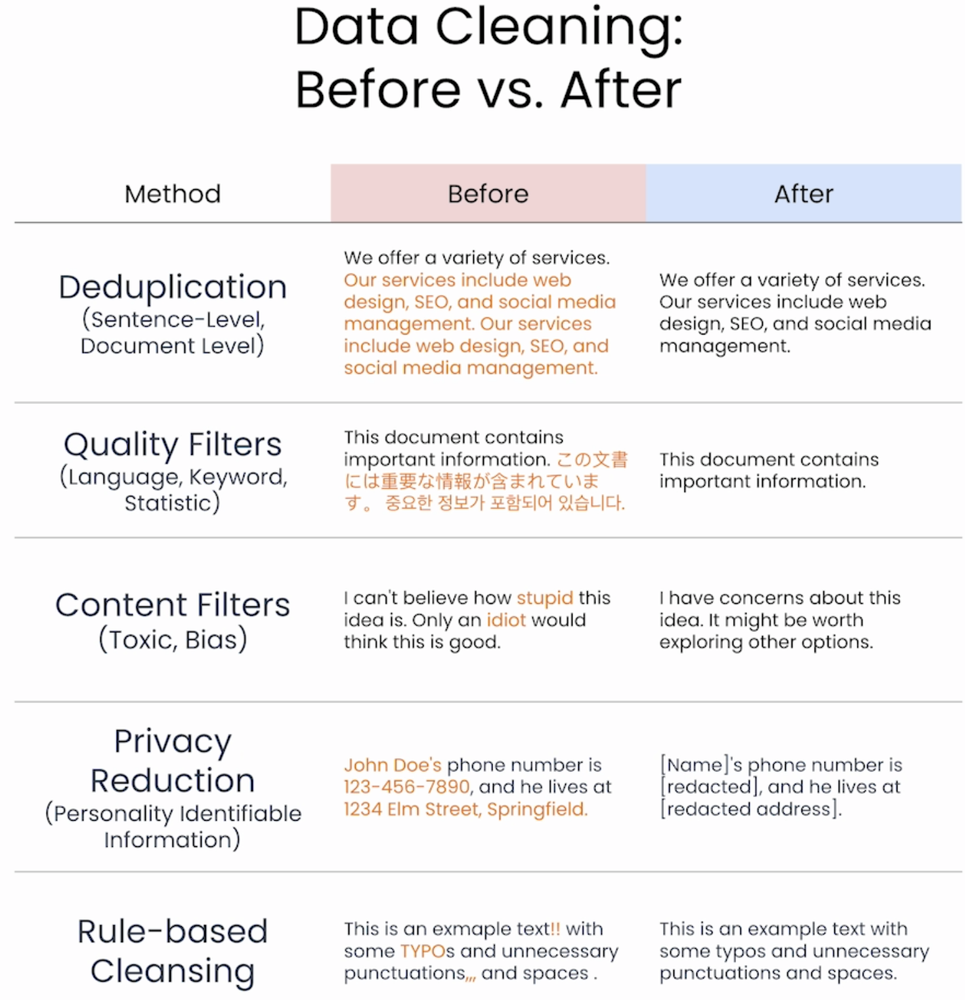 Data Cleaning:
Before vs. After
Method
Before
After
Deduplication
(Sentence-Level,
Document Level)
We offer a variety of services.
Our services include web
design, SEO, and social media
management. Our services
include web design, SEO, and
social media management.
We offer a variety of services.
Our services include web
design, SEO, and social media
management.
Quality Filters
(Language, Keyword,
Statistic)
This document contains
important information. この文書
には重要な情報が含まれていま
す。 중요한 정보가 포함되어 있습니다.
This document contains
important information.
Content Filters
(Toxic, Bias)
I can't believe how stupid this
idea is. Only an idiot would
think this is good.
I have concerns about this
idea. It might be worth
exploring other options.
Privacy
Reduction
(Personality Identifiable
Information)
John Doe's phone number is
123-456-7890, and he lives at
1234 Elm Street, Springfield.
[Name]'s phone number is
[redacted], and he lives at
[redacted address].
Rule-based
Cleansing
This is an exmaple text!! with
some TYPOs and unnecessary
punctuations,,, and spaces .
This is an example text with
some typos and unnecessary
punctuations and spaces.